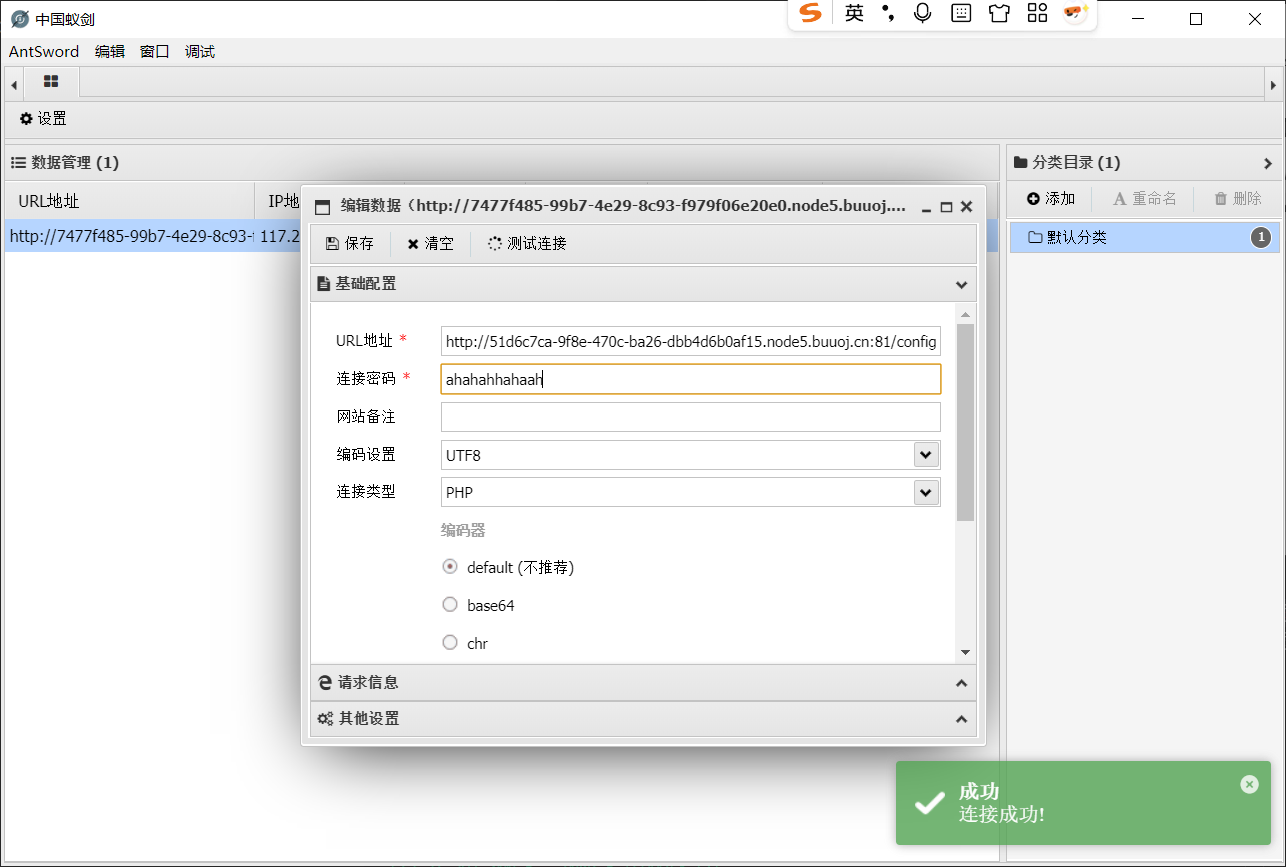 中国蚁剑
英
AntSword 编辑 窗口 调试
设置
数据管理 (1)
分类目录 (1)
URL地址 IP地
添加 重命名 删除
http://7477f485-99b7-4e29-8c93-f 117.2
默认分类 1
编辑数据（http://7477f485-99b7-4e29-8c93-f979f06e20e0.node5.buuoj....
保存 清空 测试连接
基础配置
URL地址 * http://51d6c7ca-9f8e-470c-ba26-dbb4d6b0af15.node5.buuoj.cn:81/config
连接密码 * ahahahhahaah
网站备注
编码设置 UTF8
连接类型 PHP
编码器
default (不推荐)
base64
chr
请求信息
其他设置
成功
连接成功!